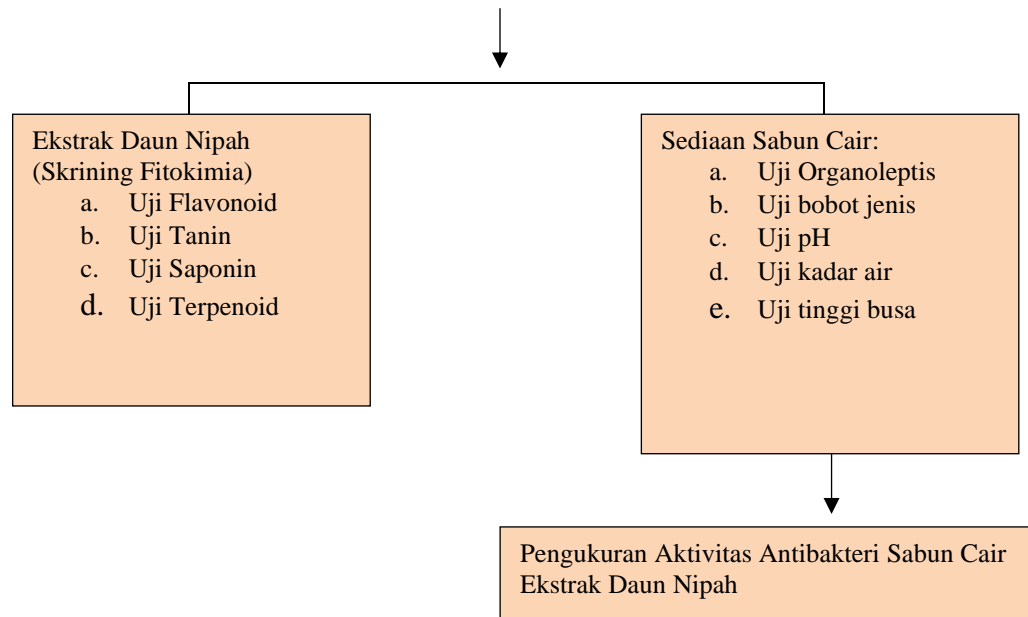 Ekstrak Daun Nipah
(Skrining Fitokimia)
a. Uji Flavonoid
b. Uji Tanin
c. Uji Saponin
d. Uji Terpenoid
Sediaan Sabun Cair:
a. Uji Organoleptis
b. Uji bobot jenis
c. Uji pH
d. Uji kadar air
e. Uji tinggi busa
Pengukuran Aktivitas Antibakteri Sabun Cair
Ekstrak Daun Nipah